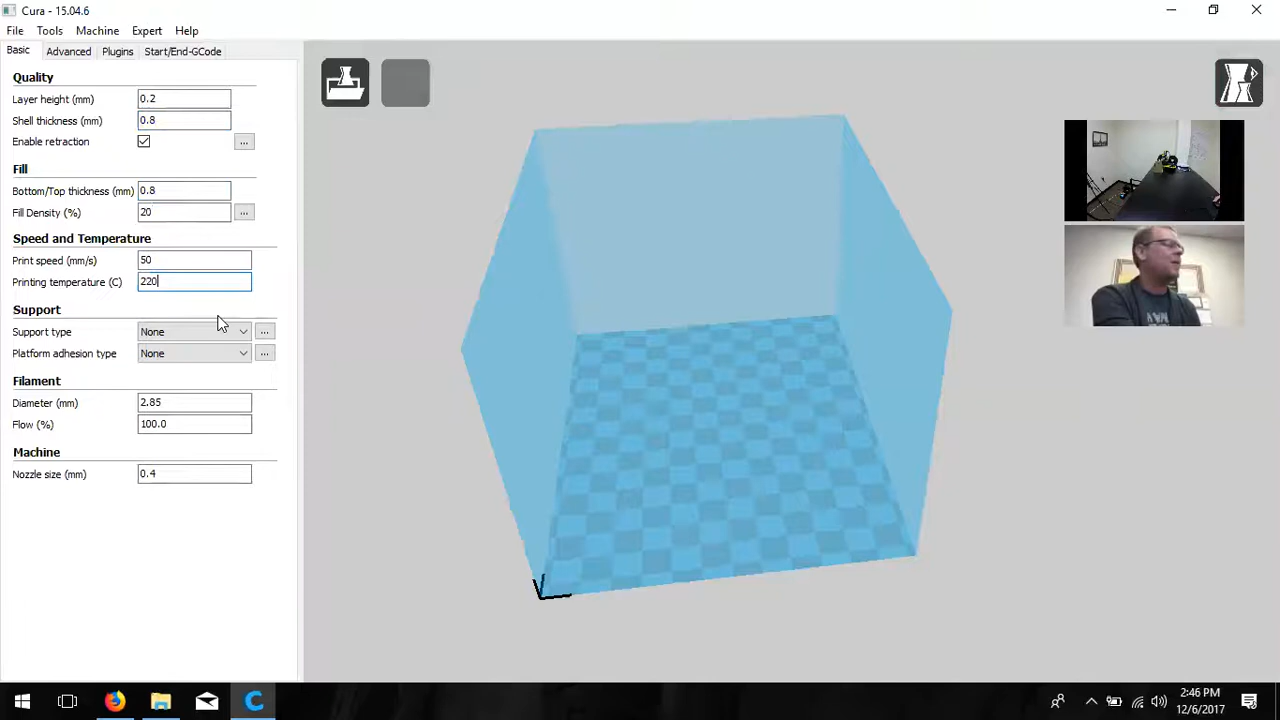 Cura - 15.04.6
File Tools Machine Expert Help
Basic Advanced Plugins Start/End-GCode
Quality
Layer height (mm) 0.2
Shell thickness (mm) 0.8
Enable retraction ...
Fill
Bottom/Top thickness (mm) 0.8
Fill Density (%) 20 ...
Speed and Temperature
Print speed (mm/s) 50
Printing temperature (C) 220
Support
Support type None ...
Platform adhesion type None ...
Filament
Diameter (mm) 2.85
Flow (%) 100.0
Machine
Nozzle size (mm) 0.4
2:46 PM
12/6/2017